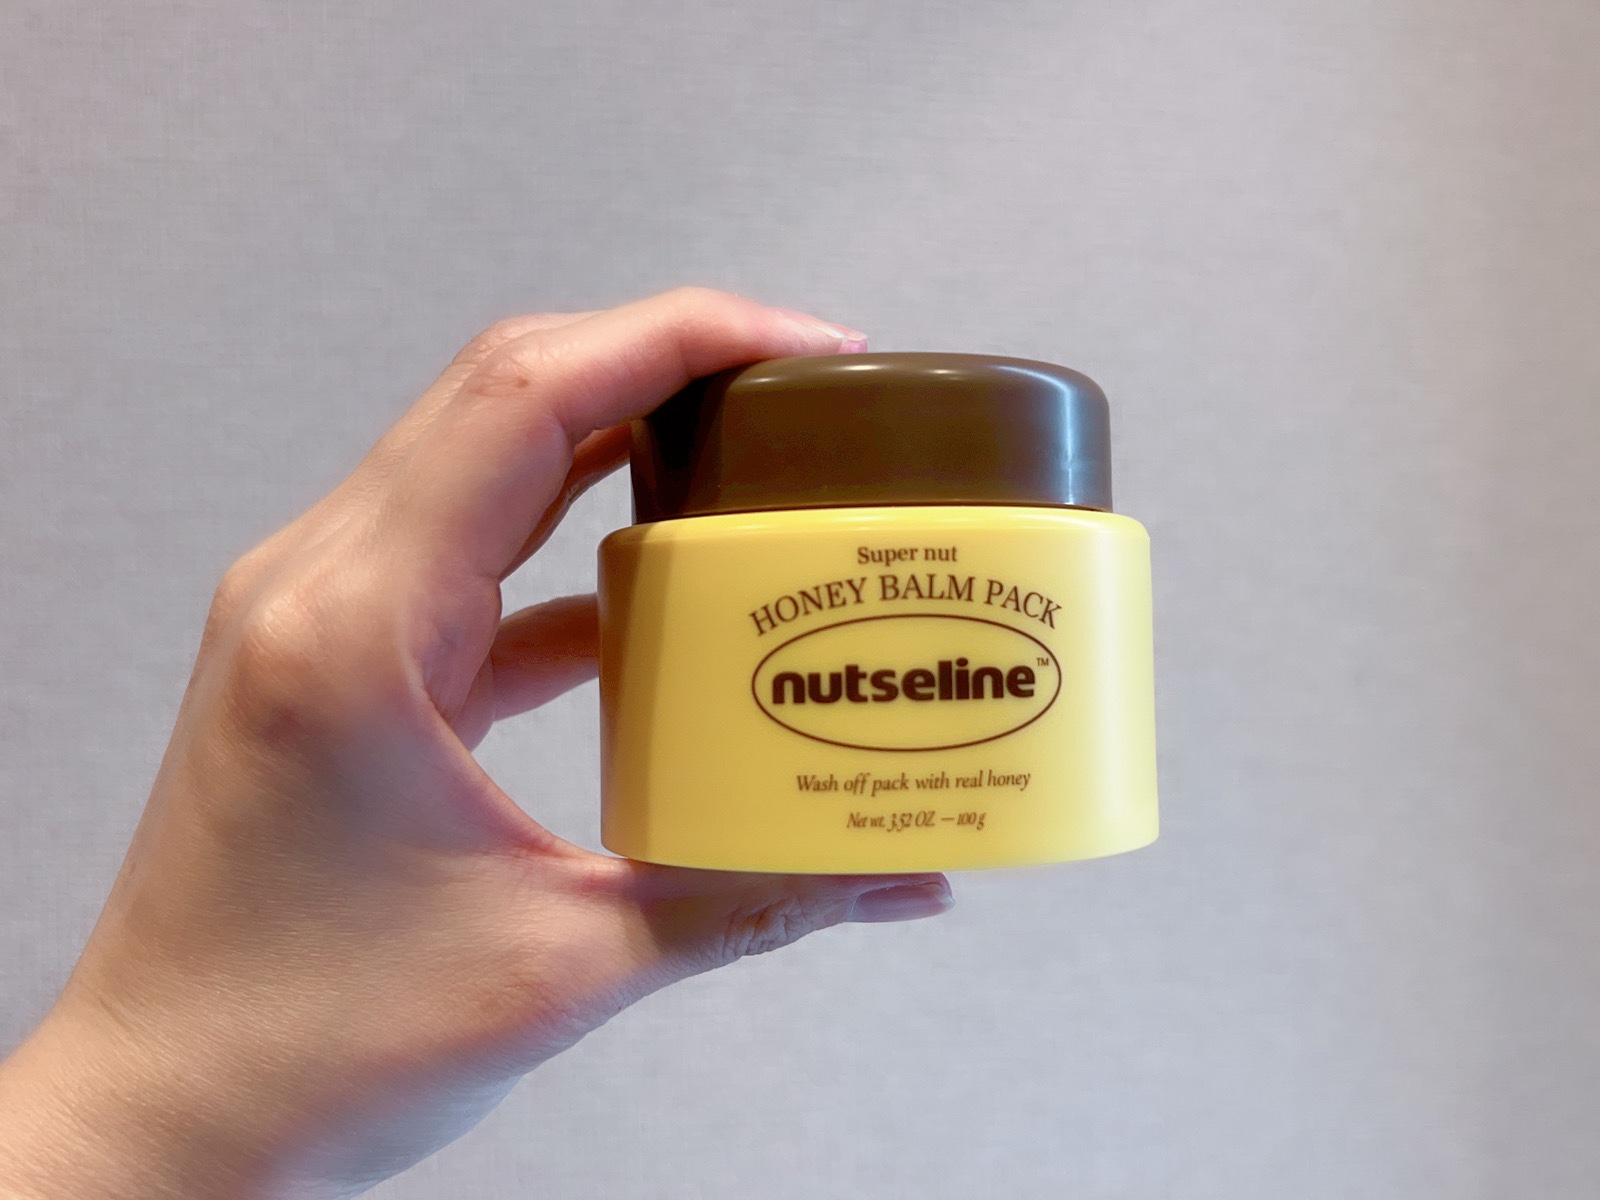 Super nut
HONEY BALM PACK
nutseline™
Wash off pack with real honey
Net wt. 3.52 OZ. — 100 g